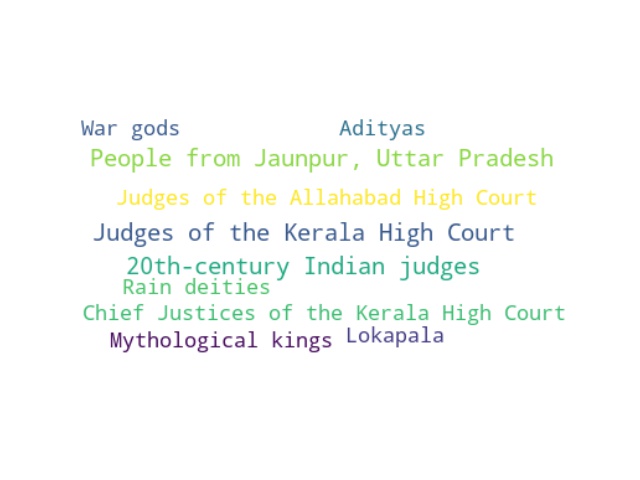 War gods
Adityas
People from Jaunpur, Uttar Pradesh
Judges of the Allahabad High Court
Judges of the Kerala High Court
20th-century Indian judges
Rain deities
Chief Justices of the Kerala High Court
Mythological kings
Lokapala